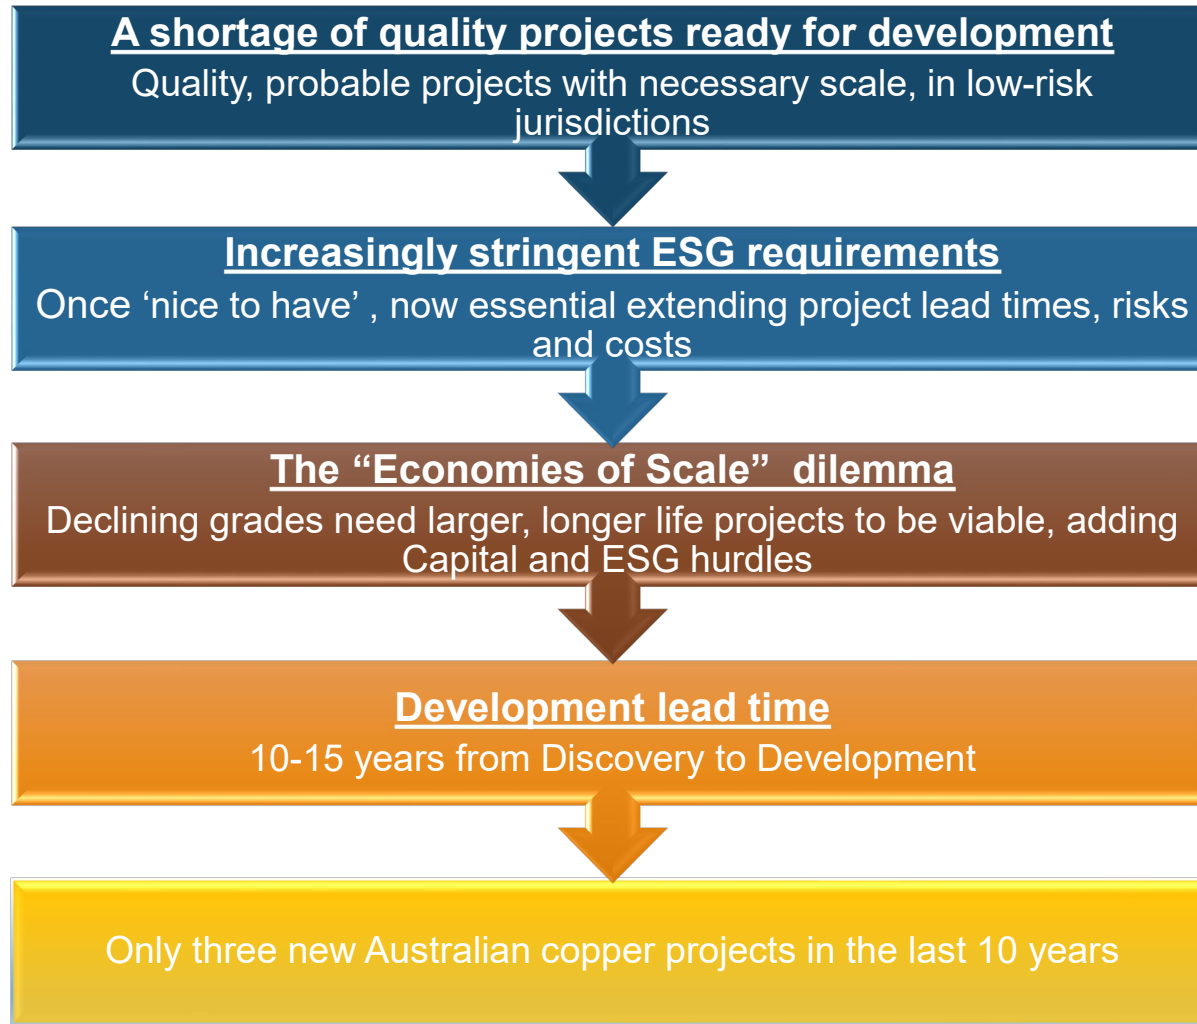 A shortage of quality projects ready for development
Quality, probable projects with necessary scale, in low-risk
jurisdictions
Increasingly stringent ESG requirements
Once ‘nice to have’ , now essential extending project lead times, risks
and costs
The “Economies of Scale”  dilemma
Declining grades need larger, longer life projects to be viable, adding
Capital and ESG hurdles
Development lead time
10-15 years from Discovery to Development
Only three new Australian copper projects in the last 10 years